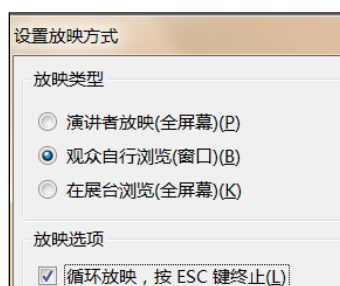 设置放映方式
放映类型
演讲者放映(全屏幕)(P)
观众自行浏览(窗口)(B)
在展台浏览(全屏幕)(K)
放映选项
循环放映，按 ESC 键终止(L)